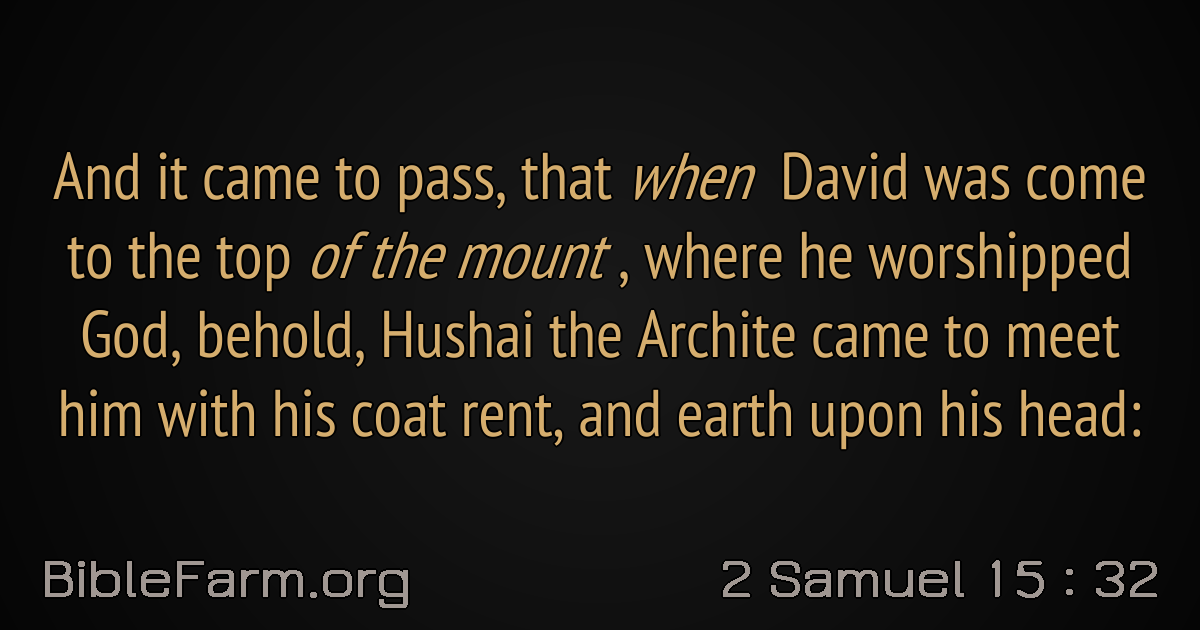 And it came to pass, that when David was come
to the top of the mount , where he worshipped
God, behold, Hushai the Archite came to meet
him with his coat rent, and earth upon his head:
BibleFarm.org
2 Samuel 15 : 32